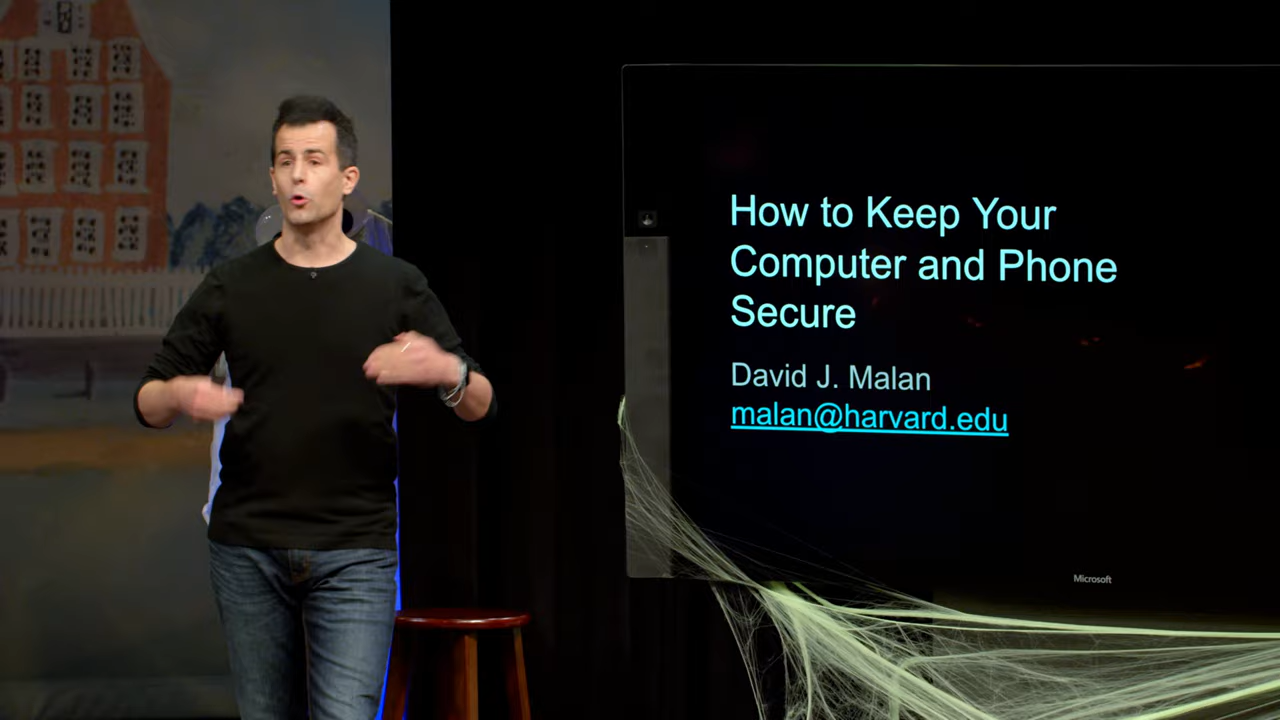 How to Keep Your
Computer and Phone
Secure
David J. Malan
malan@harvard.edu
Microsoft